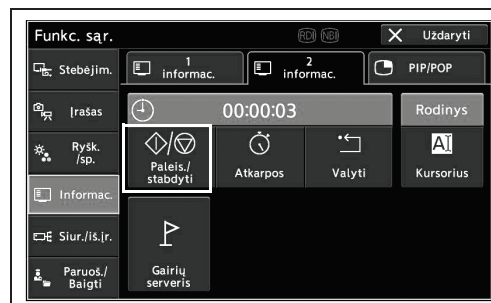 Funkc. sąr.
RDI NBI
Uždaryti
Stebėjim.
1
informac.
2
informac.
PIP/POP
Įrašas
00:00:03
Rodinys
Ryšk.
/sp.
Paleis./
stabdyti
Atkarpos
Valyti
AI
Kursorius
Informac.
Siur./iš.įr.
Paruoš./
Baigti
Gairių
serveris